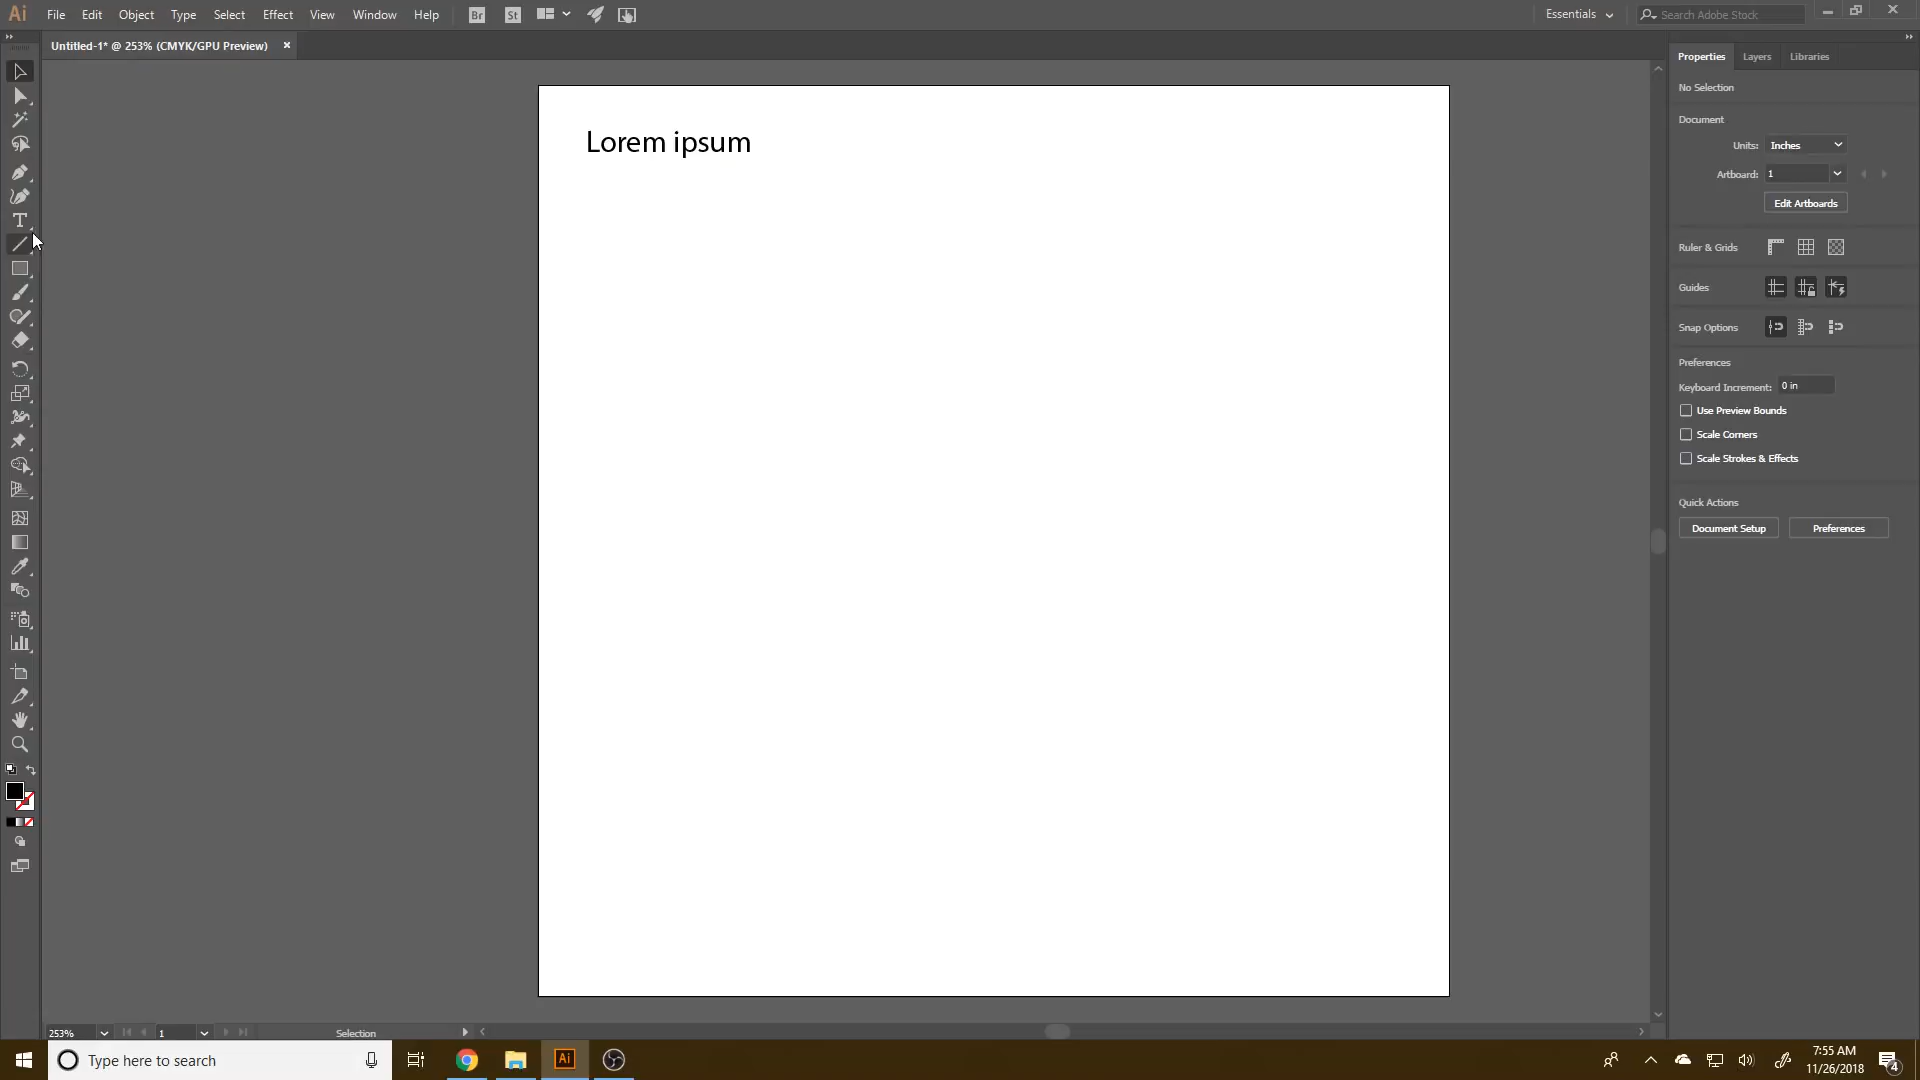 Ai File Edit Object Type Select Effect View Window Help Br St Essentials Search Adobe Stock
Untitled-1* @ 253% (CMYK/GPU Preview) ×
Properties Layers Libraries
No Selection
Document
Units: Inches
Artboard: 1
Edit Artboards
Ruler & Grids
Guides
Snap Options
Preferences
Keyboard Increment: 0 in
Use Preview Bounds
Scale Corners
Scale Strokes & Effects
Quick Actions
Document Setup Preferences
Lorem ipsum
T
253% 1 Selection
Type here to search
Ai
7:55 AM
11/26/2018
4